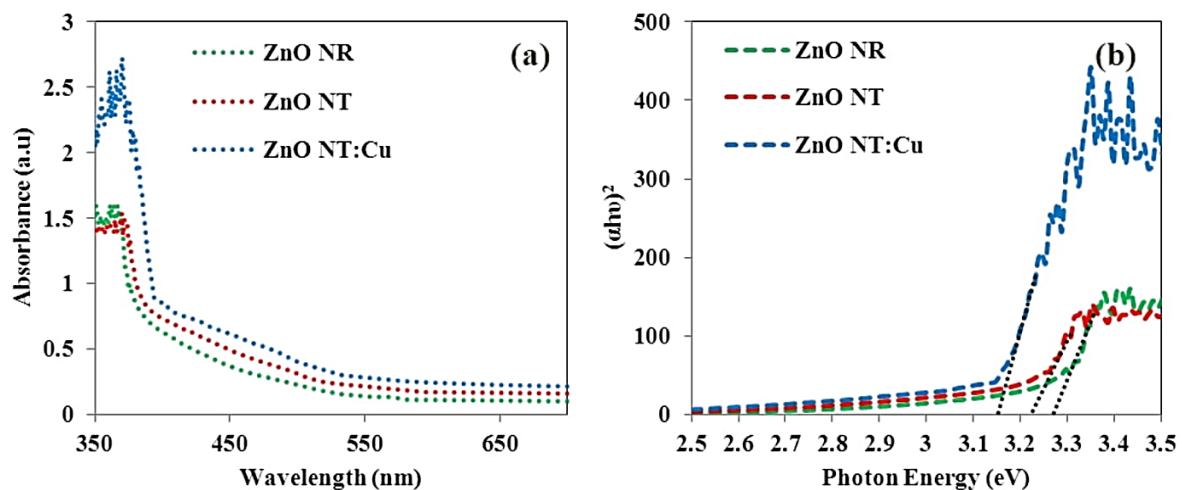 3
2.5
2
1.5
1
0.5
0
Absorbance (a.u)
ZnO NR
ZnO NT
ZnO NT:Cu
(a)
350
450
550
650
Wavelength (nm)
500
400
300
200
100
0
(αhυ)²
ZnO NR
ZnO NT
ZnO NT:Cu
(b)
2.5 2.6 2.7 2.8 2.9 3 3.1 3.2 3.3 3.4 3.5
Photon Energy (eV)